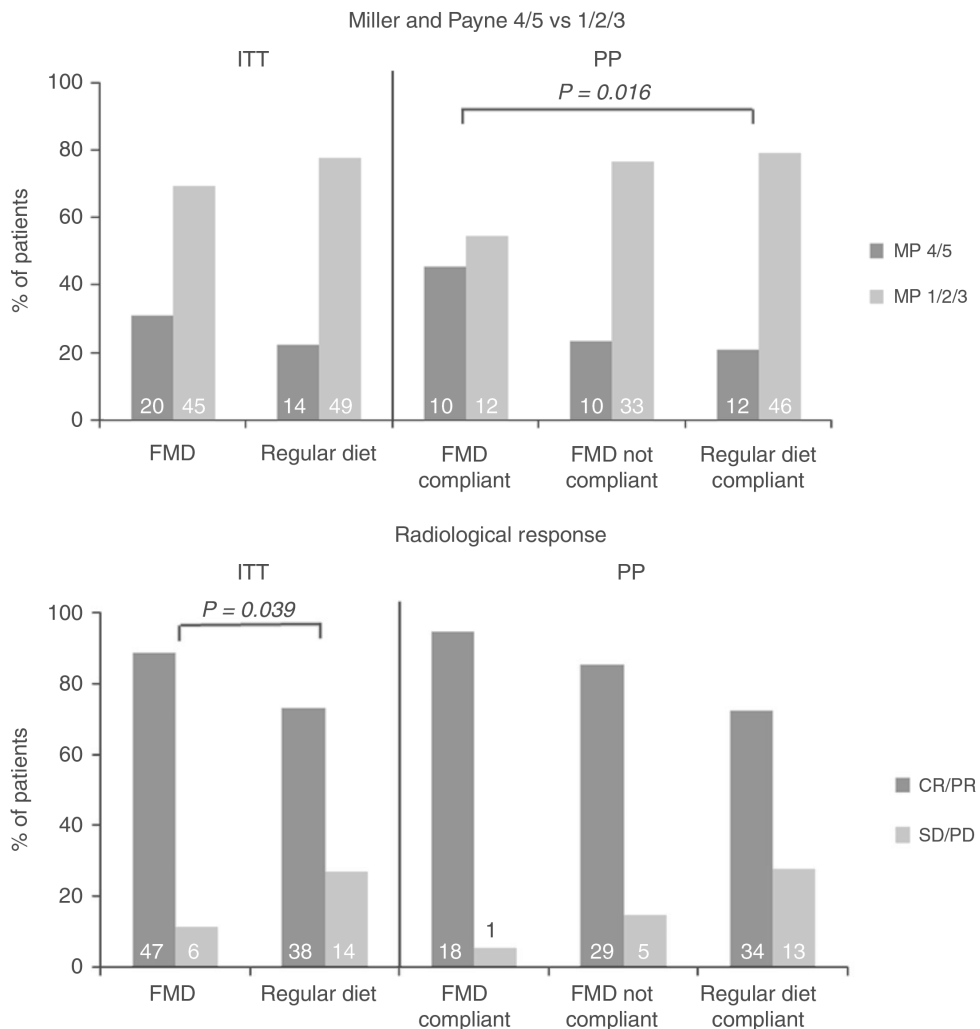 Miller and Payne 4/5 vs 1/2/3
ITT
PP
P = 0.016
% of patients
100
80
60
40
20
0
20
45
14
49
10
12
10
33
12
46
FMD
Regular diet
FMD
compliant
FMD not
compliant
Regular diet
compliant
MP 4/5
MP 1/2/3
Radiological response
ITT
PP
P = 0.039
% of patients
100
80
60
40
20
0
47
6
38
14
18
1
29
5
34
13
FMD
Regular diet
FMD
compliant
FMD not
compliant
Regular diet
compliant
CR/PR
SD/PD